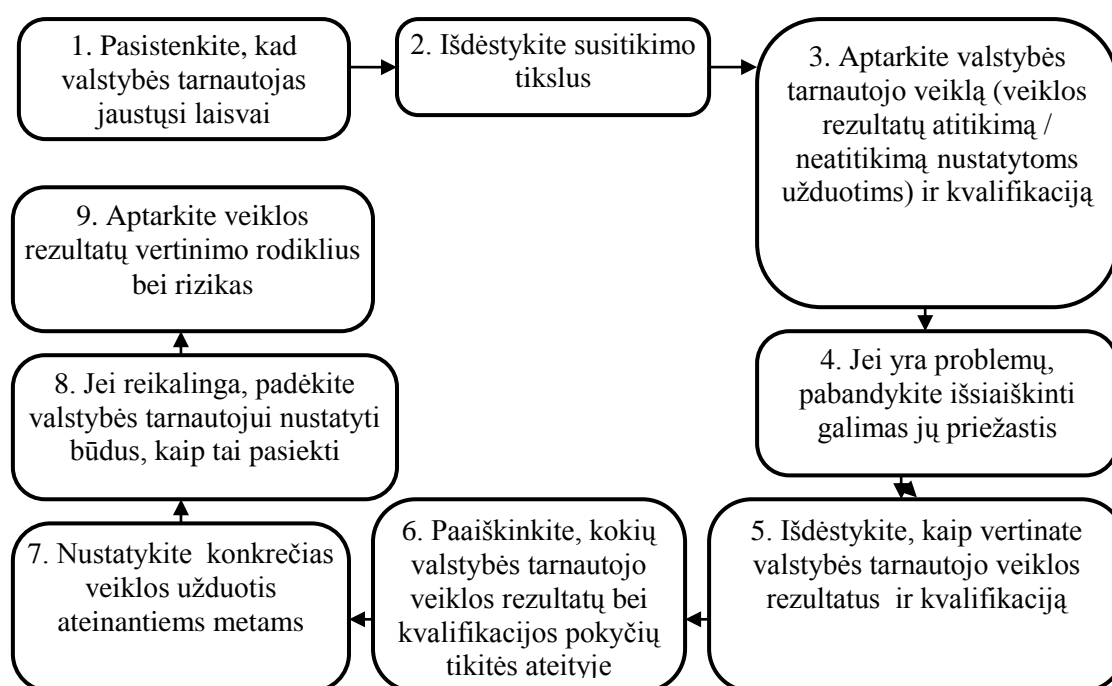 1. Pasistenkite, kad
valstybės tarnautojas
jaustųsi laisvai
2. Išdėstykite susitikimo
tikslus
3. Aptarkite valstybės
tarnautojo veiklą (veiklos
rezultatų atitikimą /
neatitikimą nustatytoms
užduotims) ir kvalifikaciją
4. Jei yra problemų,
pabandykite išsiaiškinti
galimas jų priežastis
5. Išdėstykite, kaip vertinate
valstybės tarnautojo veiklos
rezultatus ir kvalifikaciją
6. Paaiškinkite, kokių
valstybės tarnautojo
veiklos rezultatų bei
kvalifikacijos pokyčių
tikitės ateityje
7. Nustatykite konkrečias
veiklos užduotis
ateinantiems metams
8. Jei reikalinga, padėkite
valstybės tarnautojui nustatyti
būdus, kaip tai pasiekti
9. Aptarkite veiklos
rezultatų vertinimo rodiklius
bei rizikas